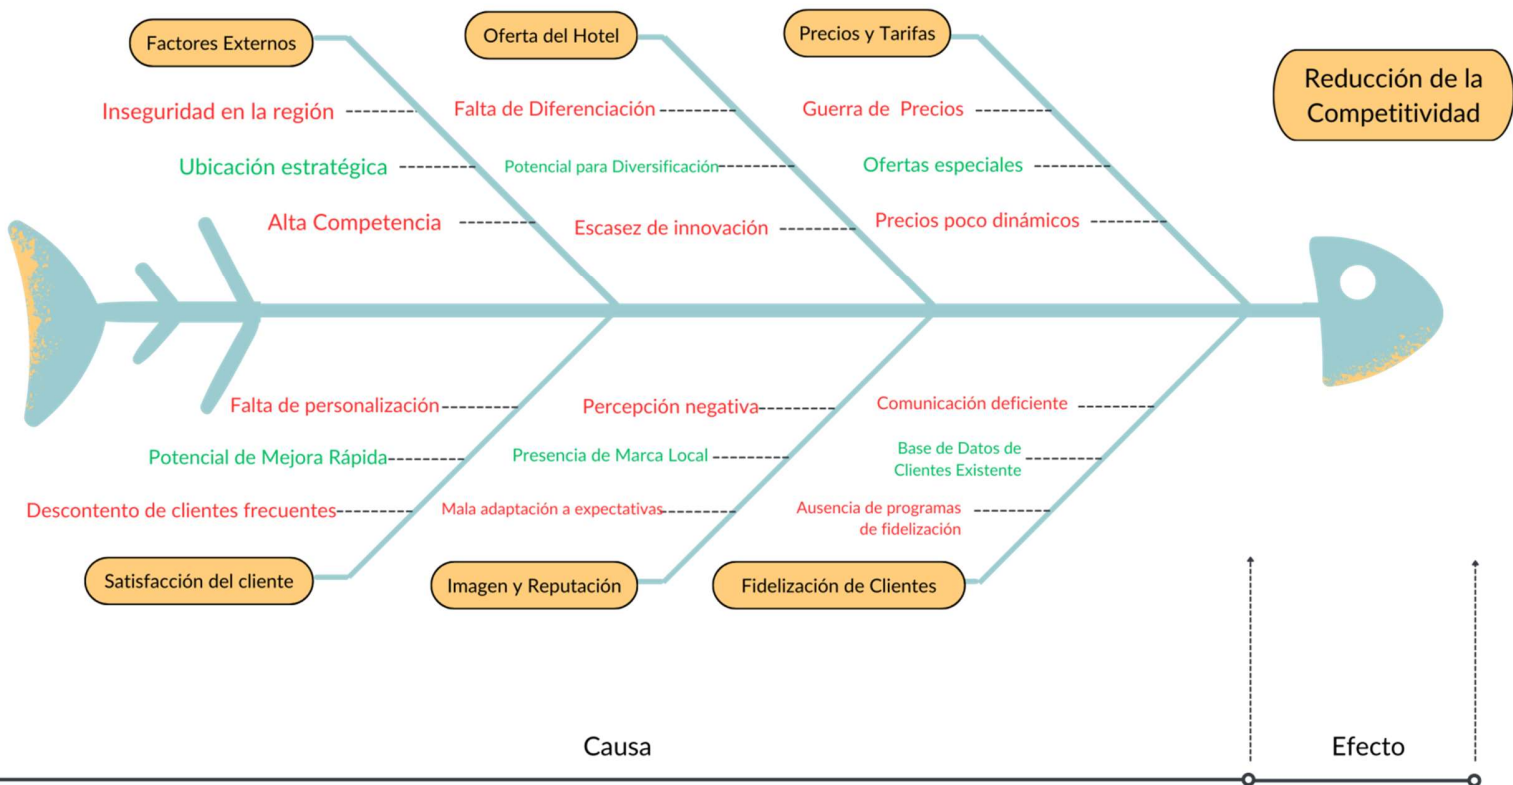 Factores Externos
Oferta del Hotel
Precios y Tarifas
Reducción de la
Competitividad
Inseguridad en la región
Falta de Diferenciación
Guerra de Precios
Ubicación estratégica
Potencial para Diversificación
Ofertas especiales
Alta Competencia
Escasez de innovación
Precios poco dinámicos
Falta de personalización
Percepción negativa
Comunicación deficiente
Potencial de Mejora Rápida
Presencia de Marca Local
Base de Datos de
Clientes Existente
Descontento de clientes frecuentes
Mala adaptación a expectativas
Ausencia de programas
de fidelización
Satisfacción del cliente
Imagen y Reputación
Fidelización de Clientes
Causa
Efecto